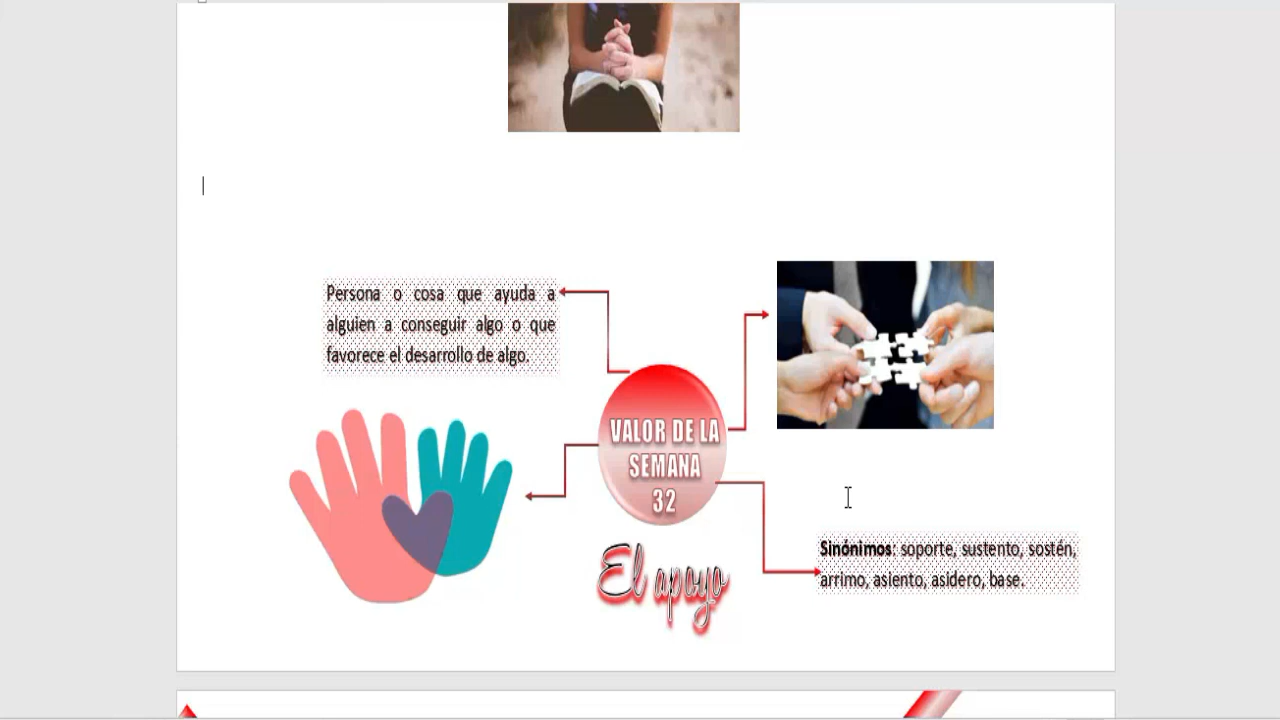 Persona o cosa que ayuda a
alguien a conseguir algo o que
favorece el desarrollo de algo.
VALOR DE LA
SEMANA
32
El apoyo
Sinónimos: soporte, sustento, sostén,
arrimo, asiento, asidero, base.